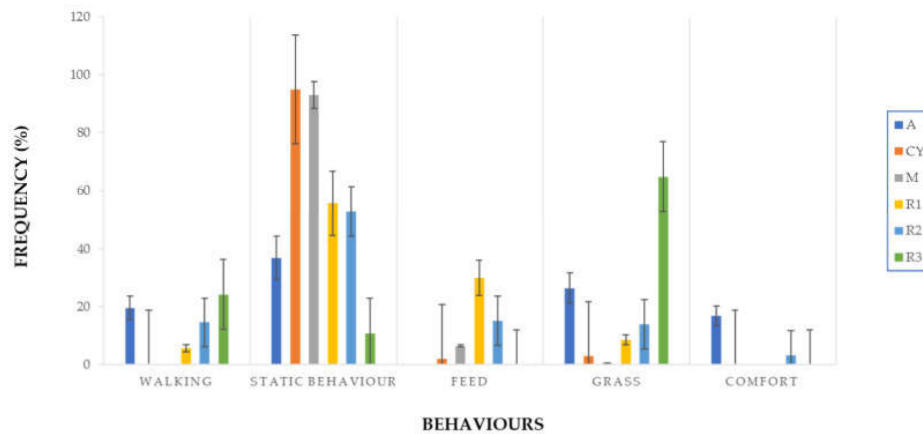 120
100
80
60
40
20
0
FREQUENCY (%)
WALKING STATIC BEHAVIOUR FEED GRASS COMFORT
BEHAVIOURS
A
CY
M
R1
R2
R3